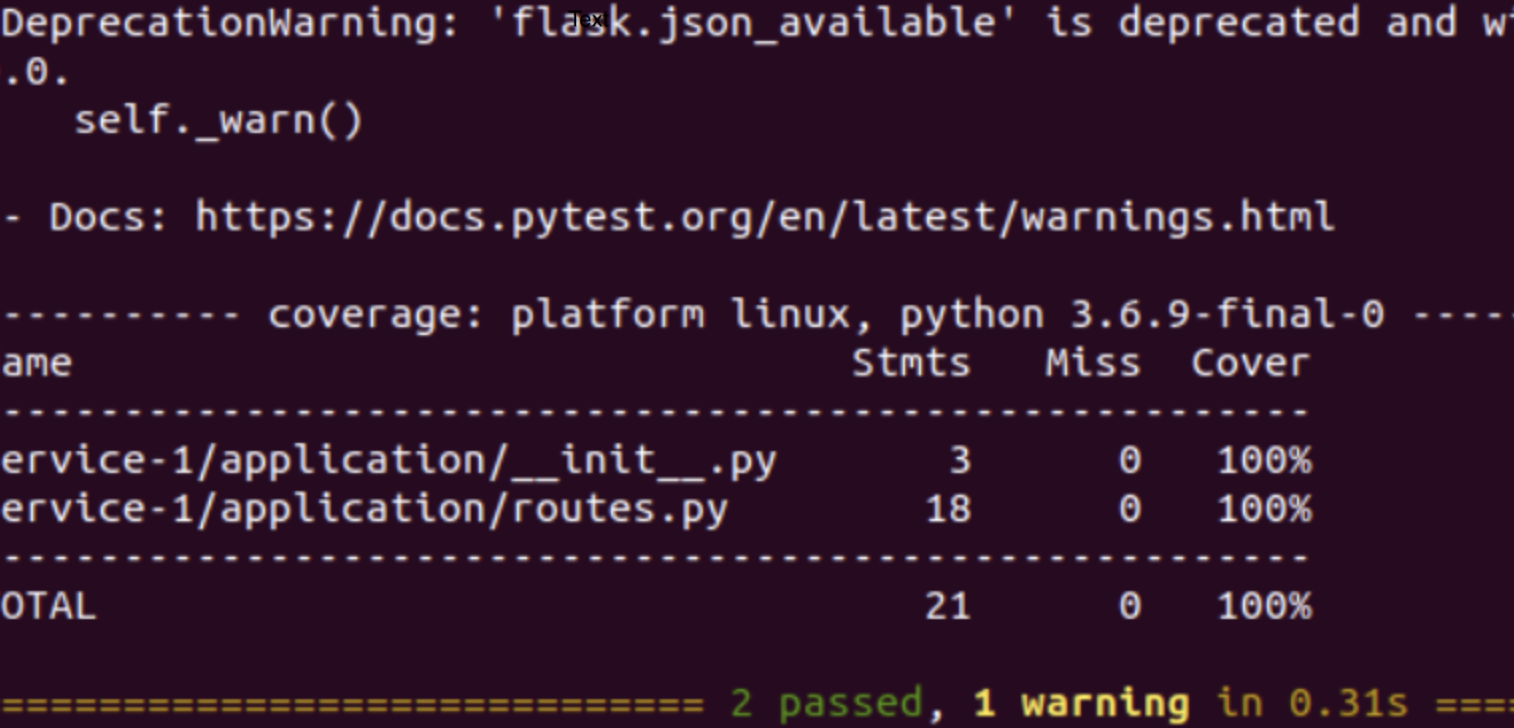 DeprecationWarning: 'flask.json_available' is deprecated and wi
Text
.0.
self._warn()
- Docs: https://docs.pytest.org/en/latest/warnings.html
---------- coverage: platform linux, python 3.6.9-final-0 -----
ame Stmts Miss Cover
------------------------------------------------------
ervice-1/application/__init__.py 3 0 100%
ervice-1/application/routes.py 18 0 100%
------------------------------------------------------
OTAL 21 0 100%
============================= 2 passed, 1 warning in 0.31s ====